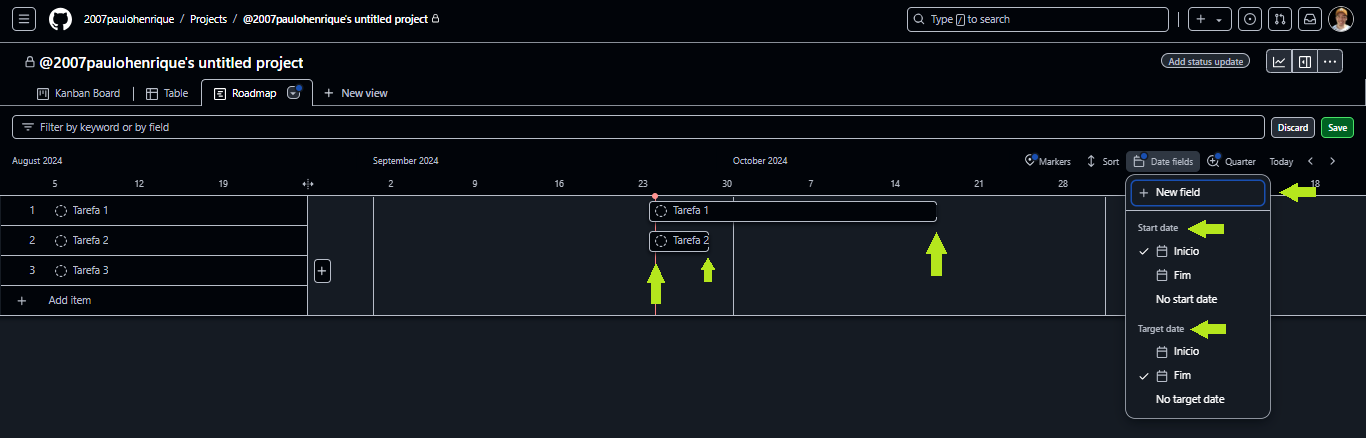 2007paulohenrique / Projects / @2007paulohenrique's untitled project
Type / to search
@2007paulohenrique's untitled project
Add status update
Kanban Board
Table
Roadmap
+ New view
Filter by keyword or by field
Discard
Save
August 2024
September 2024
October 2024
Markers
Sort
Date fields
Quarter
Today
5 12 19 2 9 16 23 30 7 14 21 28 18
1 Tarefa 1
2 Tarefa 2
3 Tarefa 3
+ Add item
Tarefa 1
Tarefa 2
+ New field
Start date
Inicio
Fim
No start date
Target date
Inicio
Fim
No target date